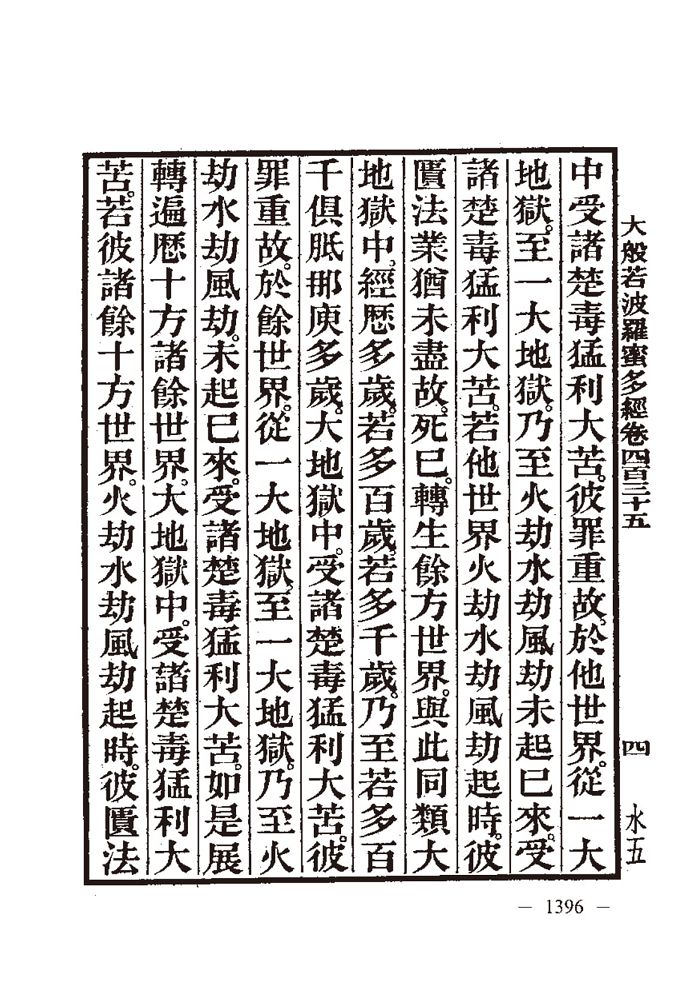 大般若波羅蜜多經卷四百三十五
四
水五
中受諸楚毒猛利大苦。彼罪重故。於他世界。從一大
地獄。至一大地獄。乃至火劫水劫風劫未起巳來。受
諸楚毒猛利大苦。若他世界火劫水劫風劫起時。彼
匱法業猶未盡故。死巳。轉生餘方世界。與此同類大
地獄中。經歷多歲。若多百歲。若多千歲。乃至若多百
千俱胝那庾多歲。大地獄中。受諸楚毒猛利大苦。彼
罪重故。於餘世界。從一大地獄。至一大地獄。乃至火
劫水劫風劫。未起巳來。受諸楚毒猛利大苦。如是展
轉遍歷十方諸餘世界。大地獄中。受諸楚毒猛利大
苦。若彼諸餘十方世界。火劫水劫風劫起時。彼匱法
— 1396 —